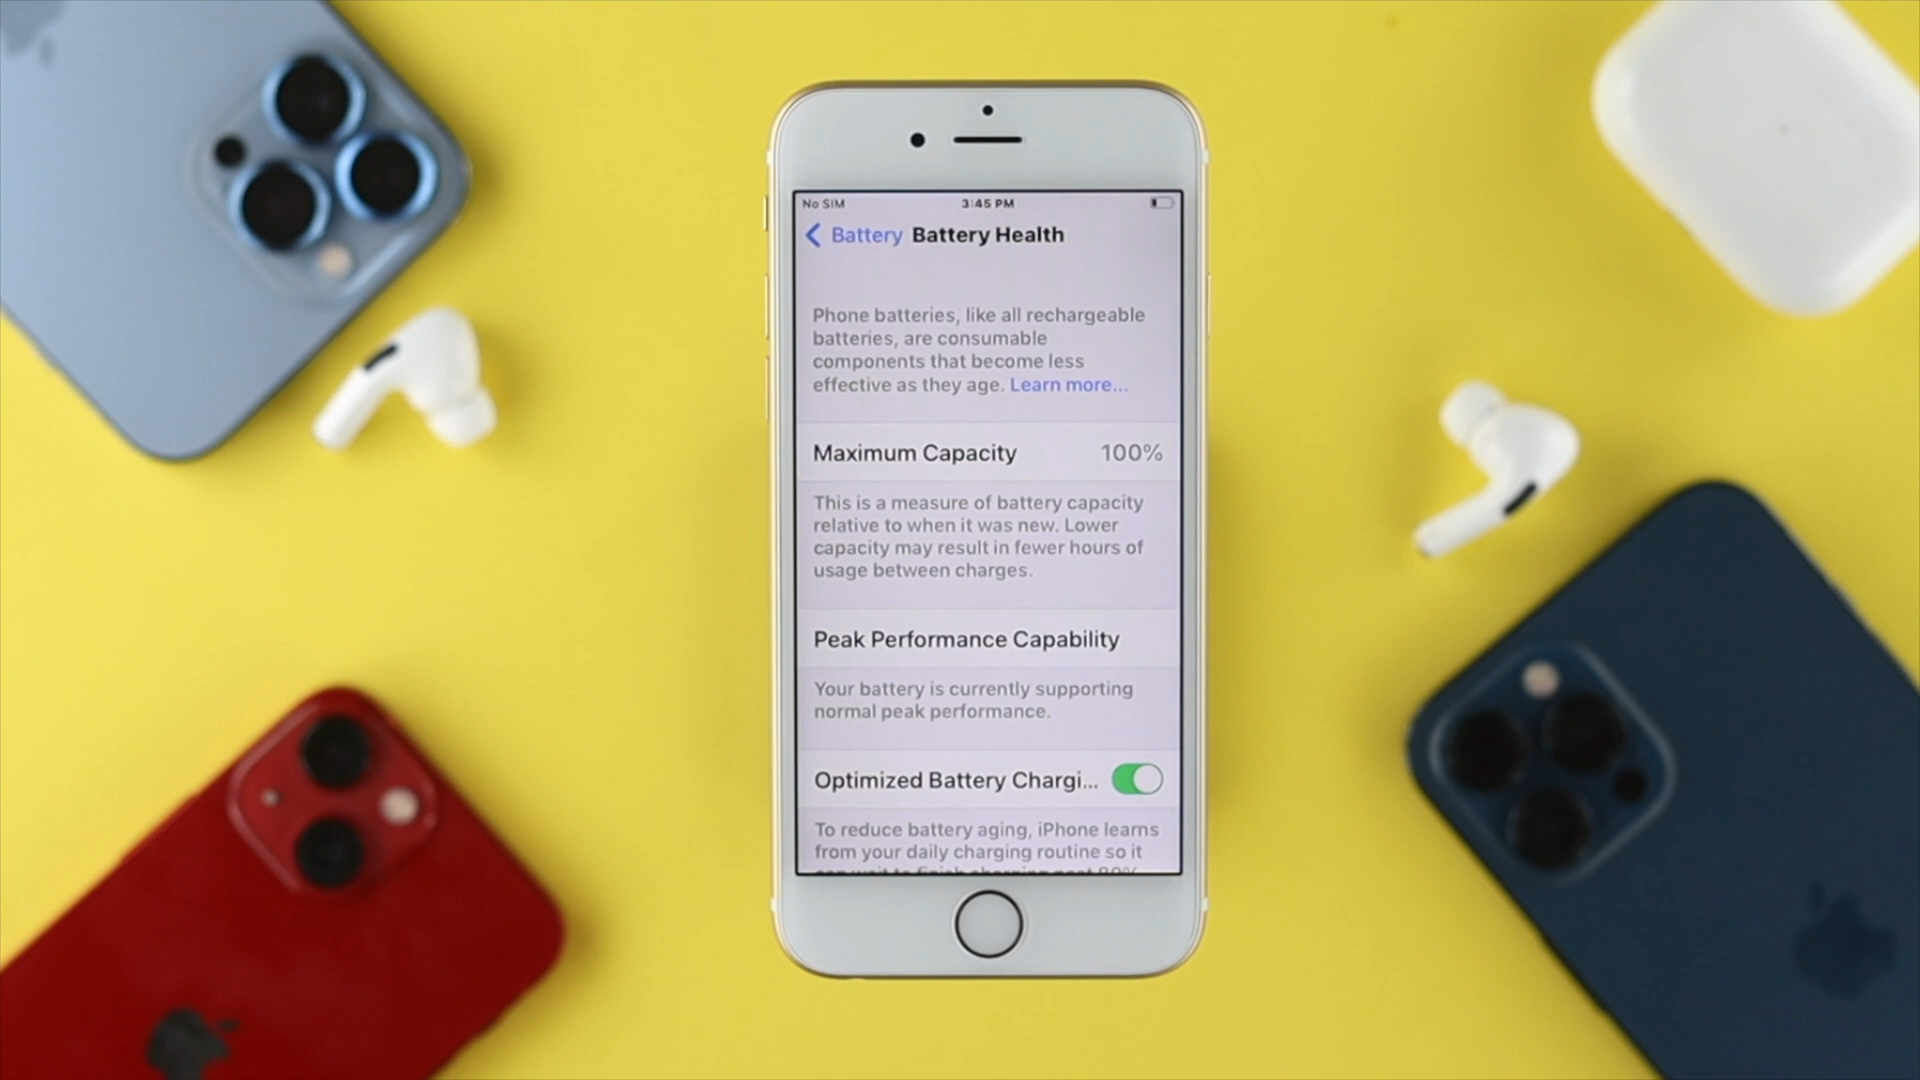 No SIM 3:45 PM
Battery Battery Health
Phone batteries, like all rechargeable
batteries, are consumable
components that become less
effective as they age. Learn more...
Maximum Capacity 100%
This is a measure of battery capacity
relative to when it was new. Lower
capacity may result in fewer hours of
usage between charges.
Peak Performance Capability
Your battery is currently supporting
normal peak performance.
Optimized Battery Chargi...
To reduce battery aging, iPhone learns
from your daily charging routine so it